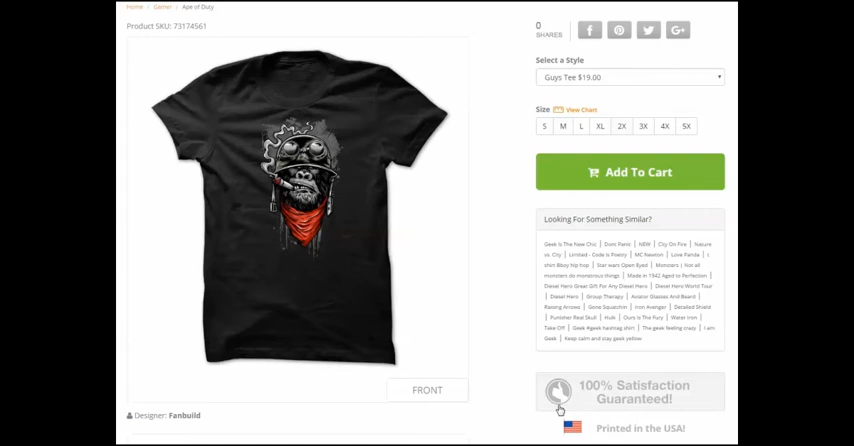 Home / Gamer / Ape of Duty
Product SKU: 73174561
0
SHARES
Select a Style
Guys Tee $19.00
Size View Chart
S M L XL 2X 3X 4X 5X
Add To Cart
Looking For Something Similar?
Geek Is The New Chic | Dont Panic | NEW | City On Fire | Nature
vs. City | Limited - Code is Poetry | MC Newton | Love Panda | t
shirt Bboy hip hop | Star wars Open Eyed | Monsters | Not all
monsters do monstrous things | Made In 1942 Aged to Perfection |
Diesel Hero Great Gift For Any Diesel Hero | Diesel Hero World Tour
| Diesel Hero | Group Therapy | Aviator Glasses And Beard |
Raining Arrows | Gone Squatchin | Iron Avenger | Detailed Shield
| Punisher Real Skull | Hulk | Ours Is The Fury | Water Iron |
Take Off | Geek #geek hashtag shirt | The geek feeling crazy | I am
Geek | Keep calm and stay geek yellow
FRONT
100% Satisfaction
Guaranteed!
Designer: Fanbuild
Printed in the USA!